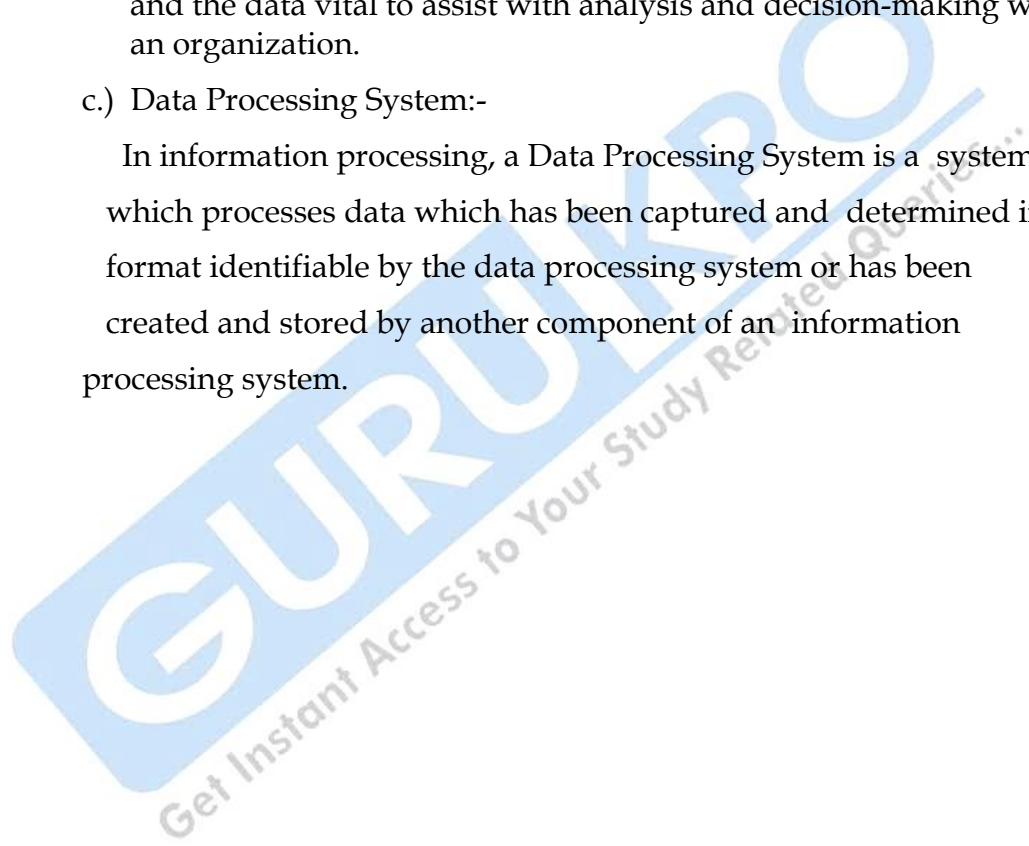 and the data vital to assist with analysis and decision-making w
an organization.
c.) Data Processing System:-
In information processing, a Data Processing System is a system
which processes data which has been captured and determined i
format identifiable by the data processing system or has been
created and stored by another component of an information
processing system.
GURUKPO
Get Instant Access to Your Study Related Queries...